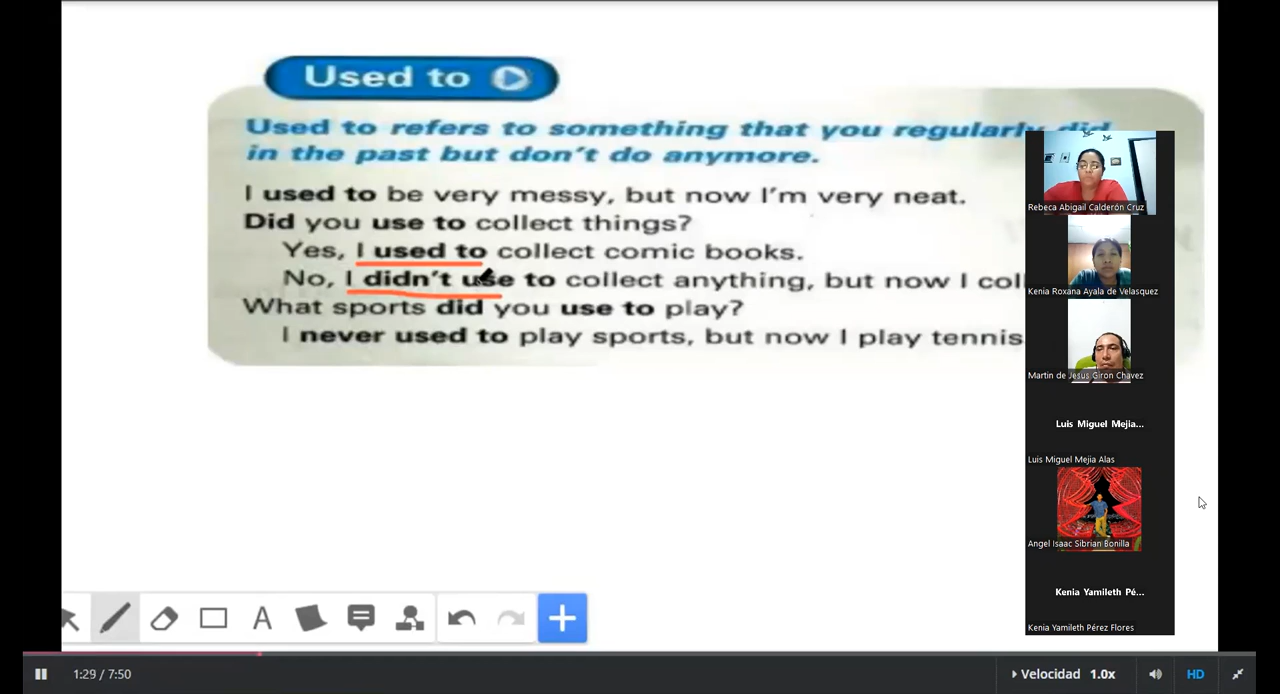 Used to
Used to refers to something that you regularly did
in the past but don't do anymore.
I used to be very messy, but now I'm very neat.
Did you use to collect things?
Yes, I used to collect comic books.
No, I didn't use to collect anything, but now I coll
What sports did you use to play?
I never used to play sports, but now I play tennis
Rebeca Abigail Calderón Cruz
Kenia Roxana Ayala de Velasquez
Martin de Jesus Giron Chavez
Luis Miguel Mejia...
Luis Miguel Mejia Alas
Angel Isaac Sibrian Bonilla
Kenia Yamileth Pé...
Kenia Yamileth Pérez Flores
A
1:29 / 7:50
Velocidad 1.0x
HD